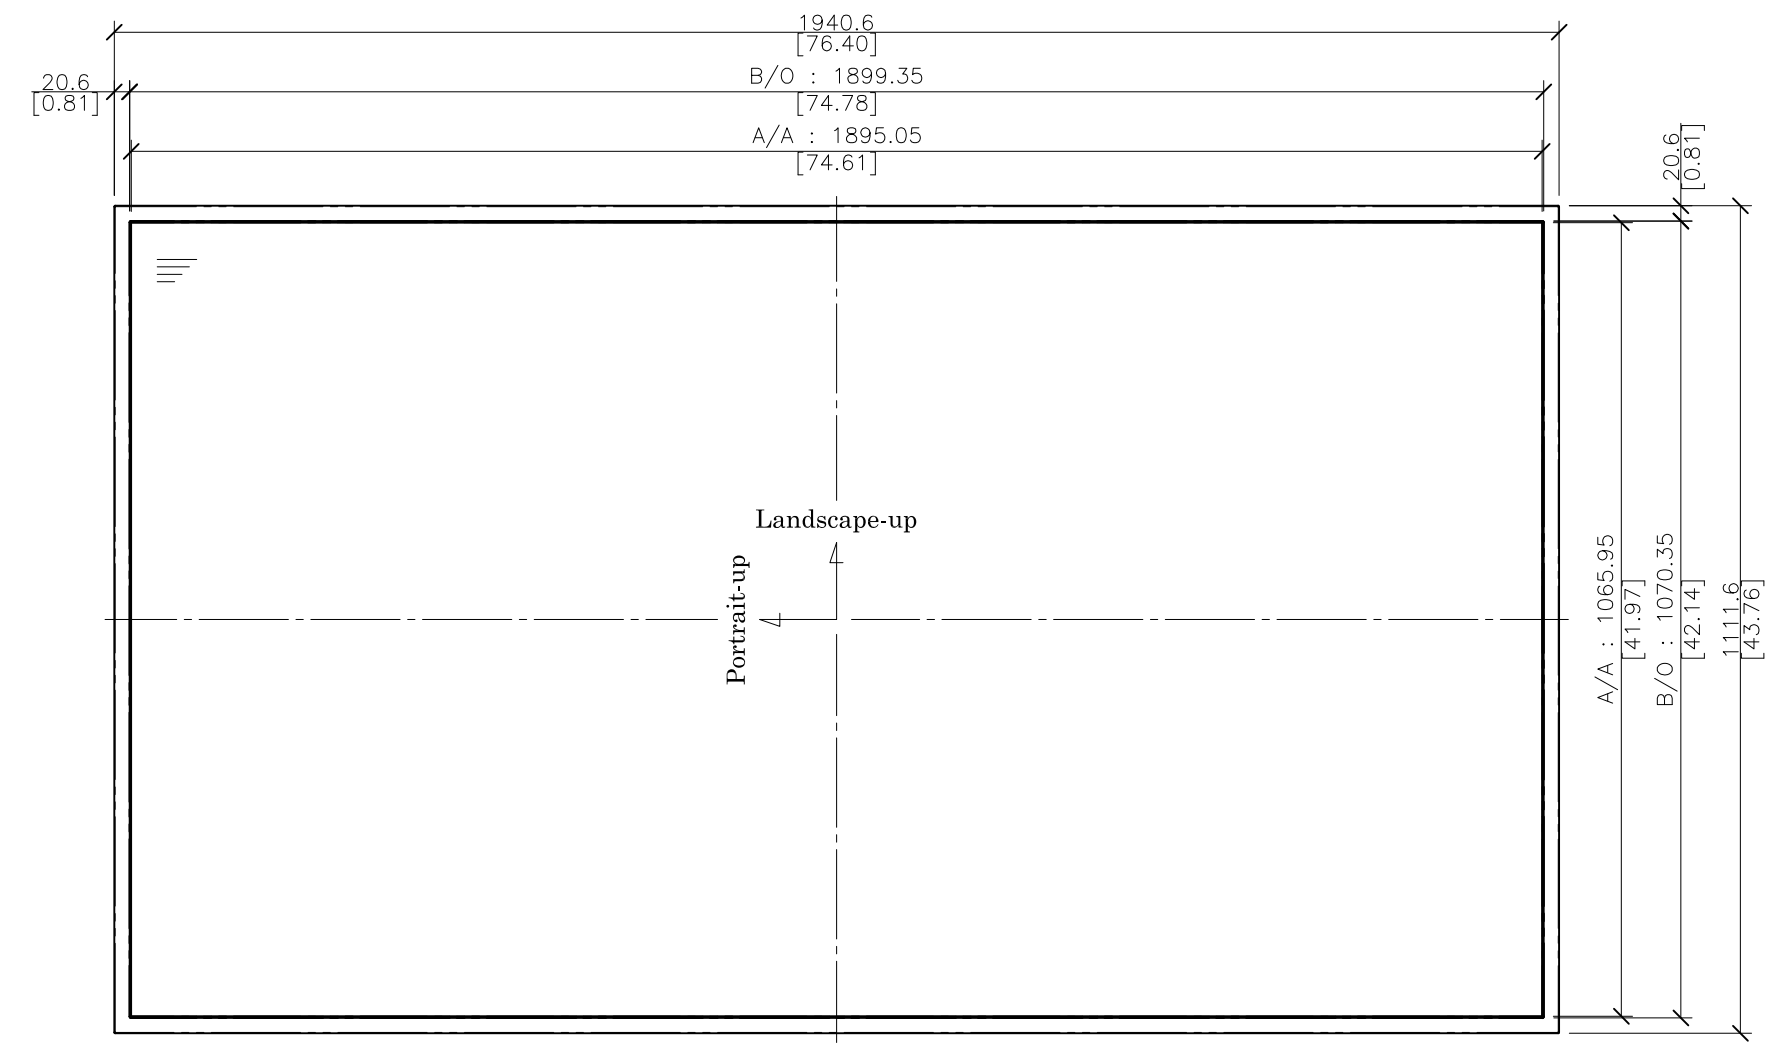 1940.6
[76.40]
20.6
[0.81]
B/O : 1899.35
[74.78]
A/A : 1895.05
[74.61]
20.6
[0.81]
Landscape-up
Portrait-up
A/A : 1065.95
[41.97]
B/O : 1070.35
[42.14]
1111.6
[43.76]